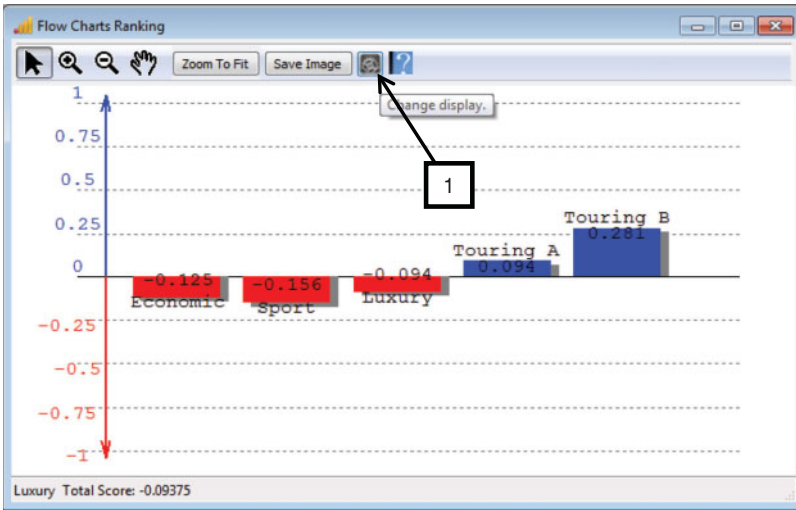 Flow Charts Ranking
Zoom To Fit Save Image ?
Change display.
1
1
0.75
0.5
0.25
0
-0.25
-0.5
-0.75
-1
Touring B
0.281
Touring A
0.094
-0.125
Economic
-0.156
Sport
-0.094
Luxury
Luxury Total Score: -0.09375